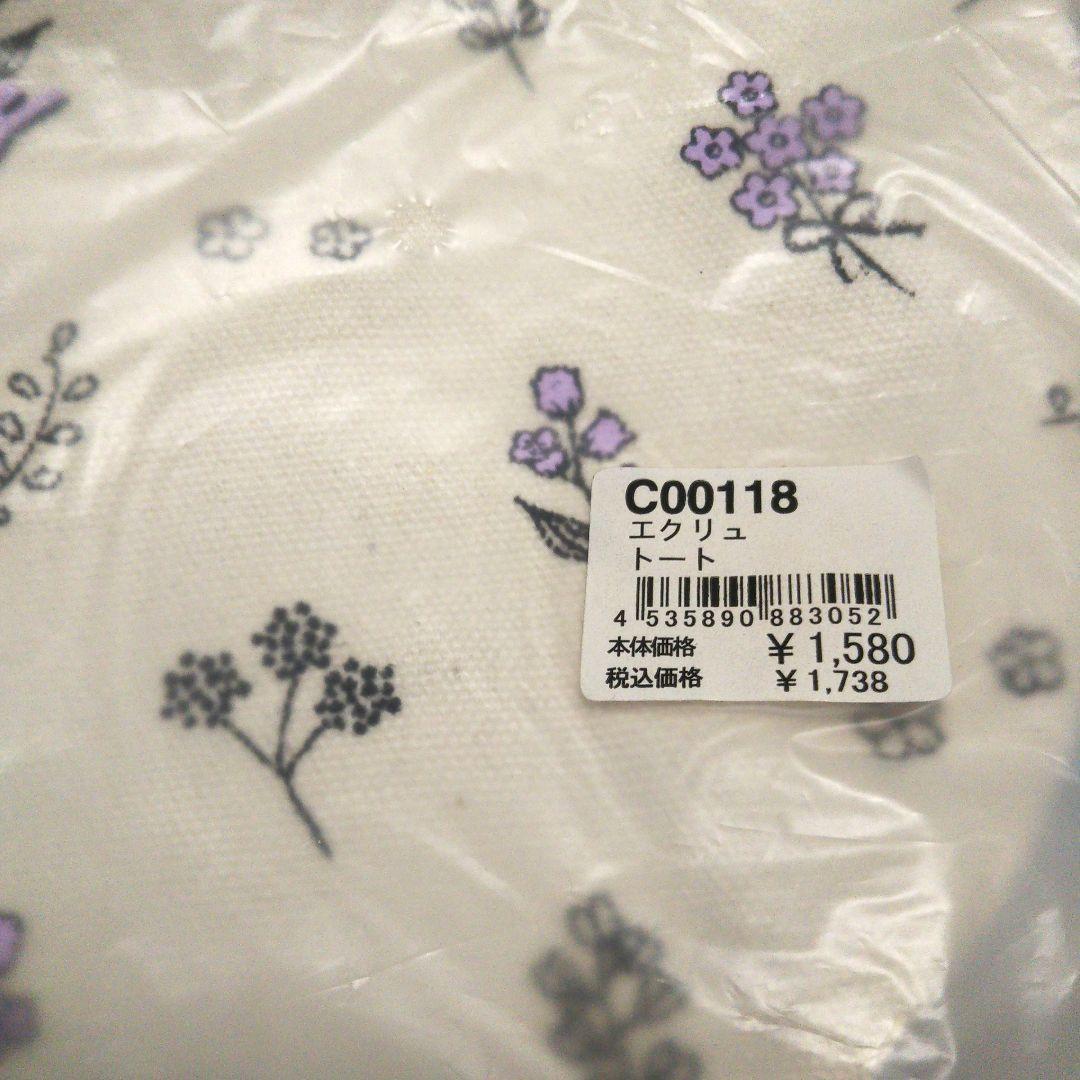 C00118
エクリュ
トート
4 535890 883052
本体価格 ¥ 1,580
税込価格 ¥ 1,738